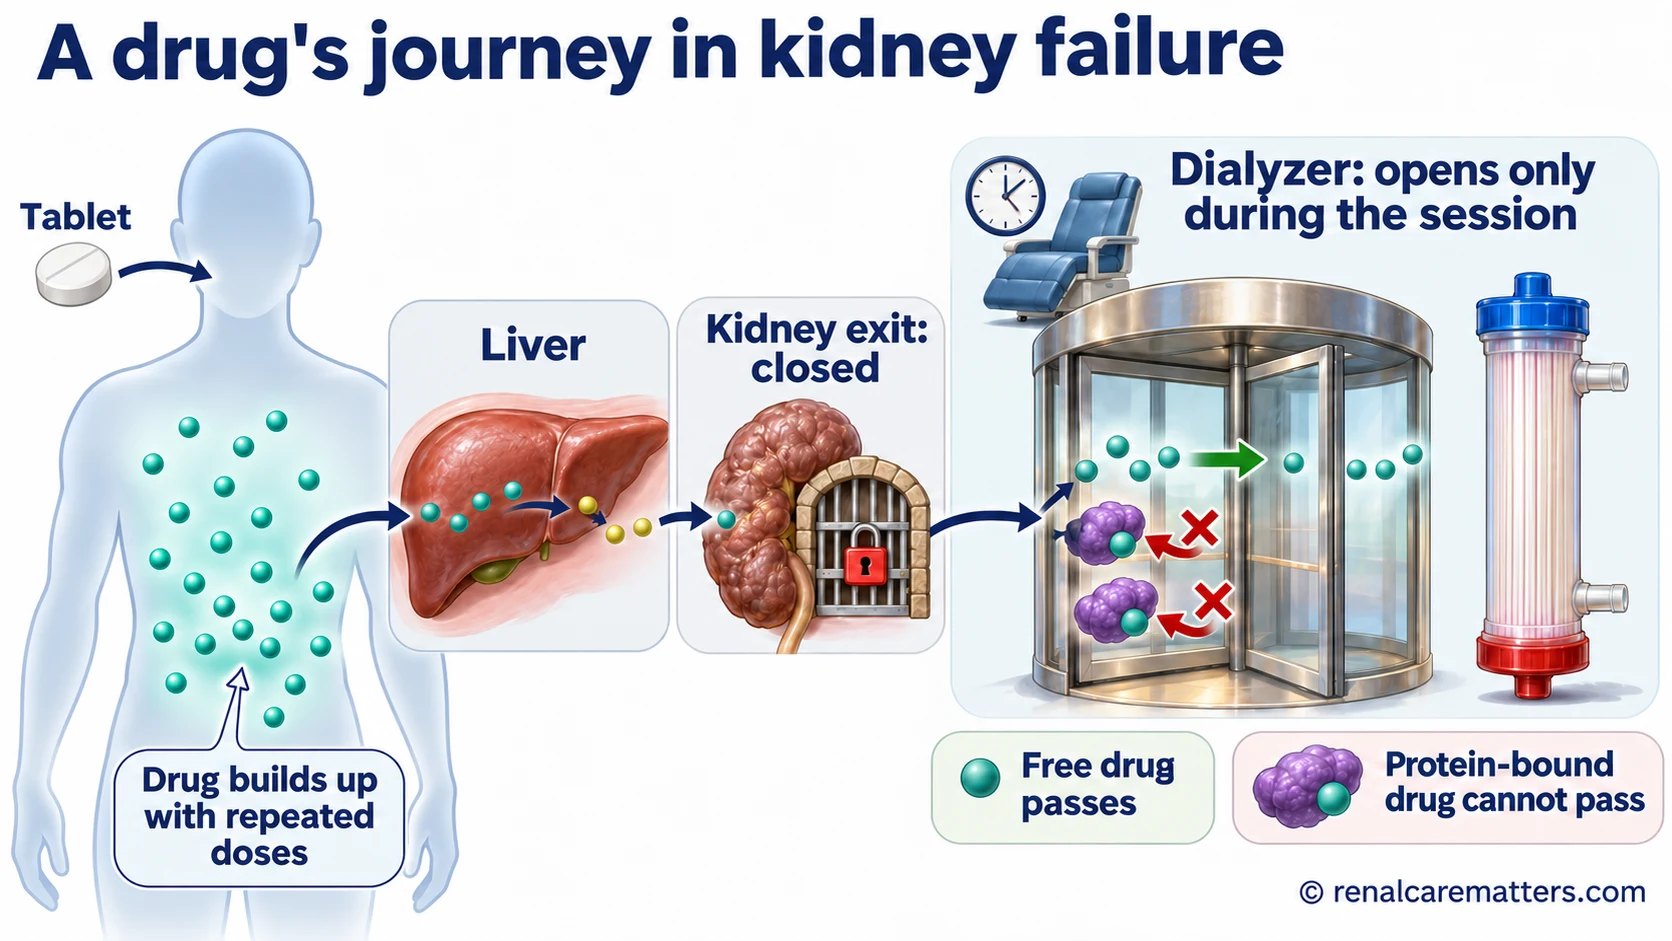 A drug's journey in kidney failure
Tablet
Liver
Kidney exit:
closed
Dialyzer: opens only
during the session
Drug builds up
with repeated
doses
Free drug
passes
Protein-bound
drug cannot pass
© renalcarematters.com